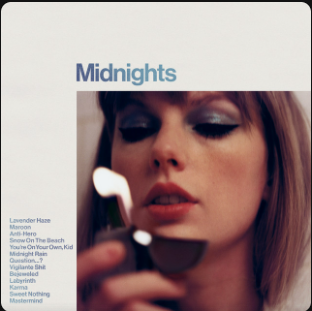 Midnights
Lavender Haze
Maroon
Anti-Hero
Snow On The Beach
You're On Your Own, Kid
Midnight Rain
Question...?
Vigilante Shit
Bejeweled
Labyrinth
Karma
Sweet Nothing
Mastermind